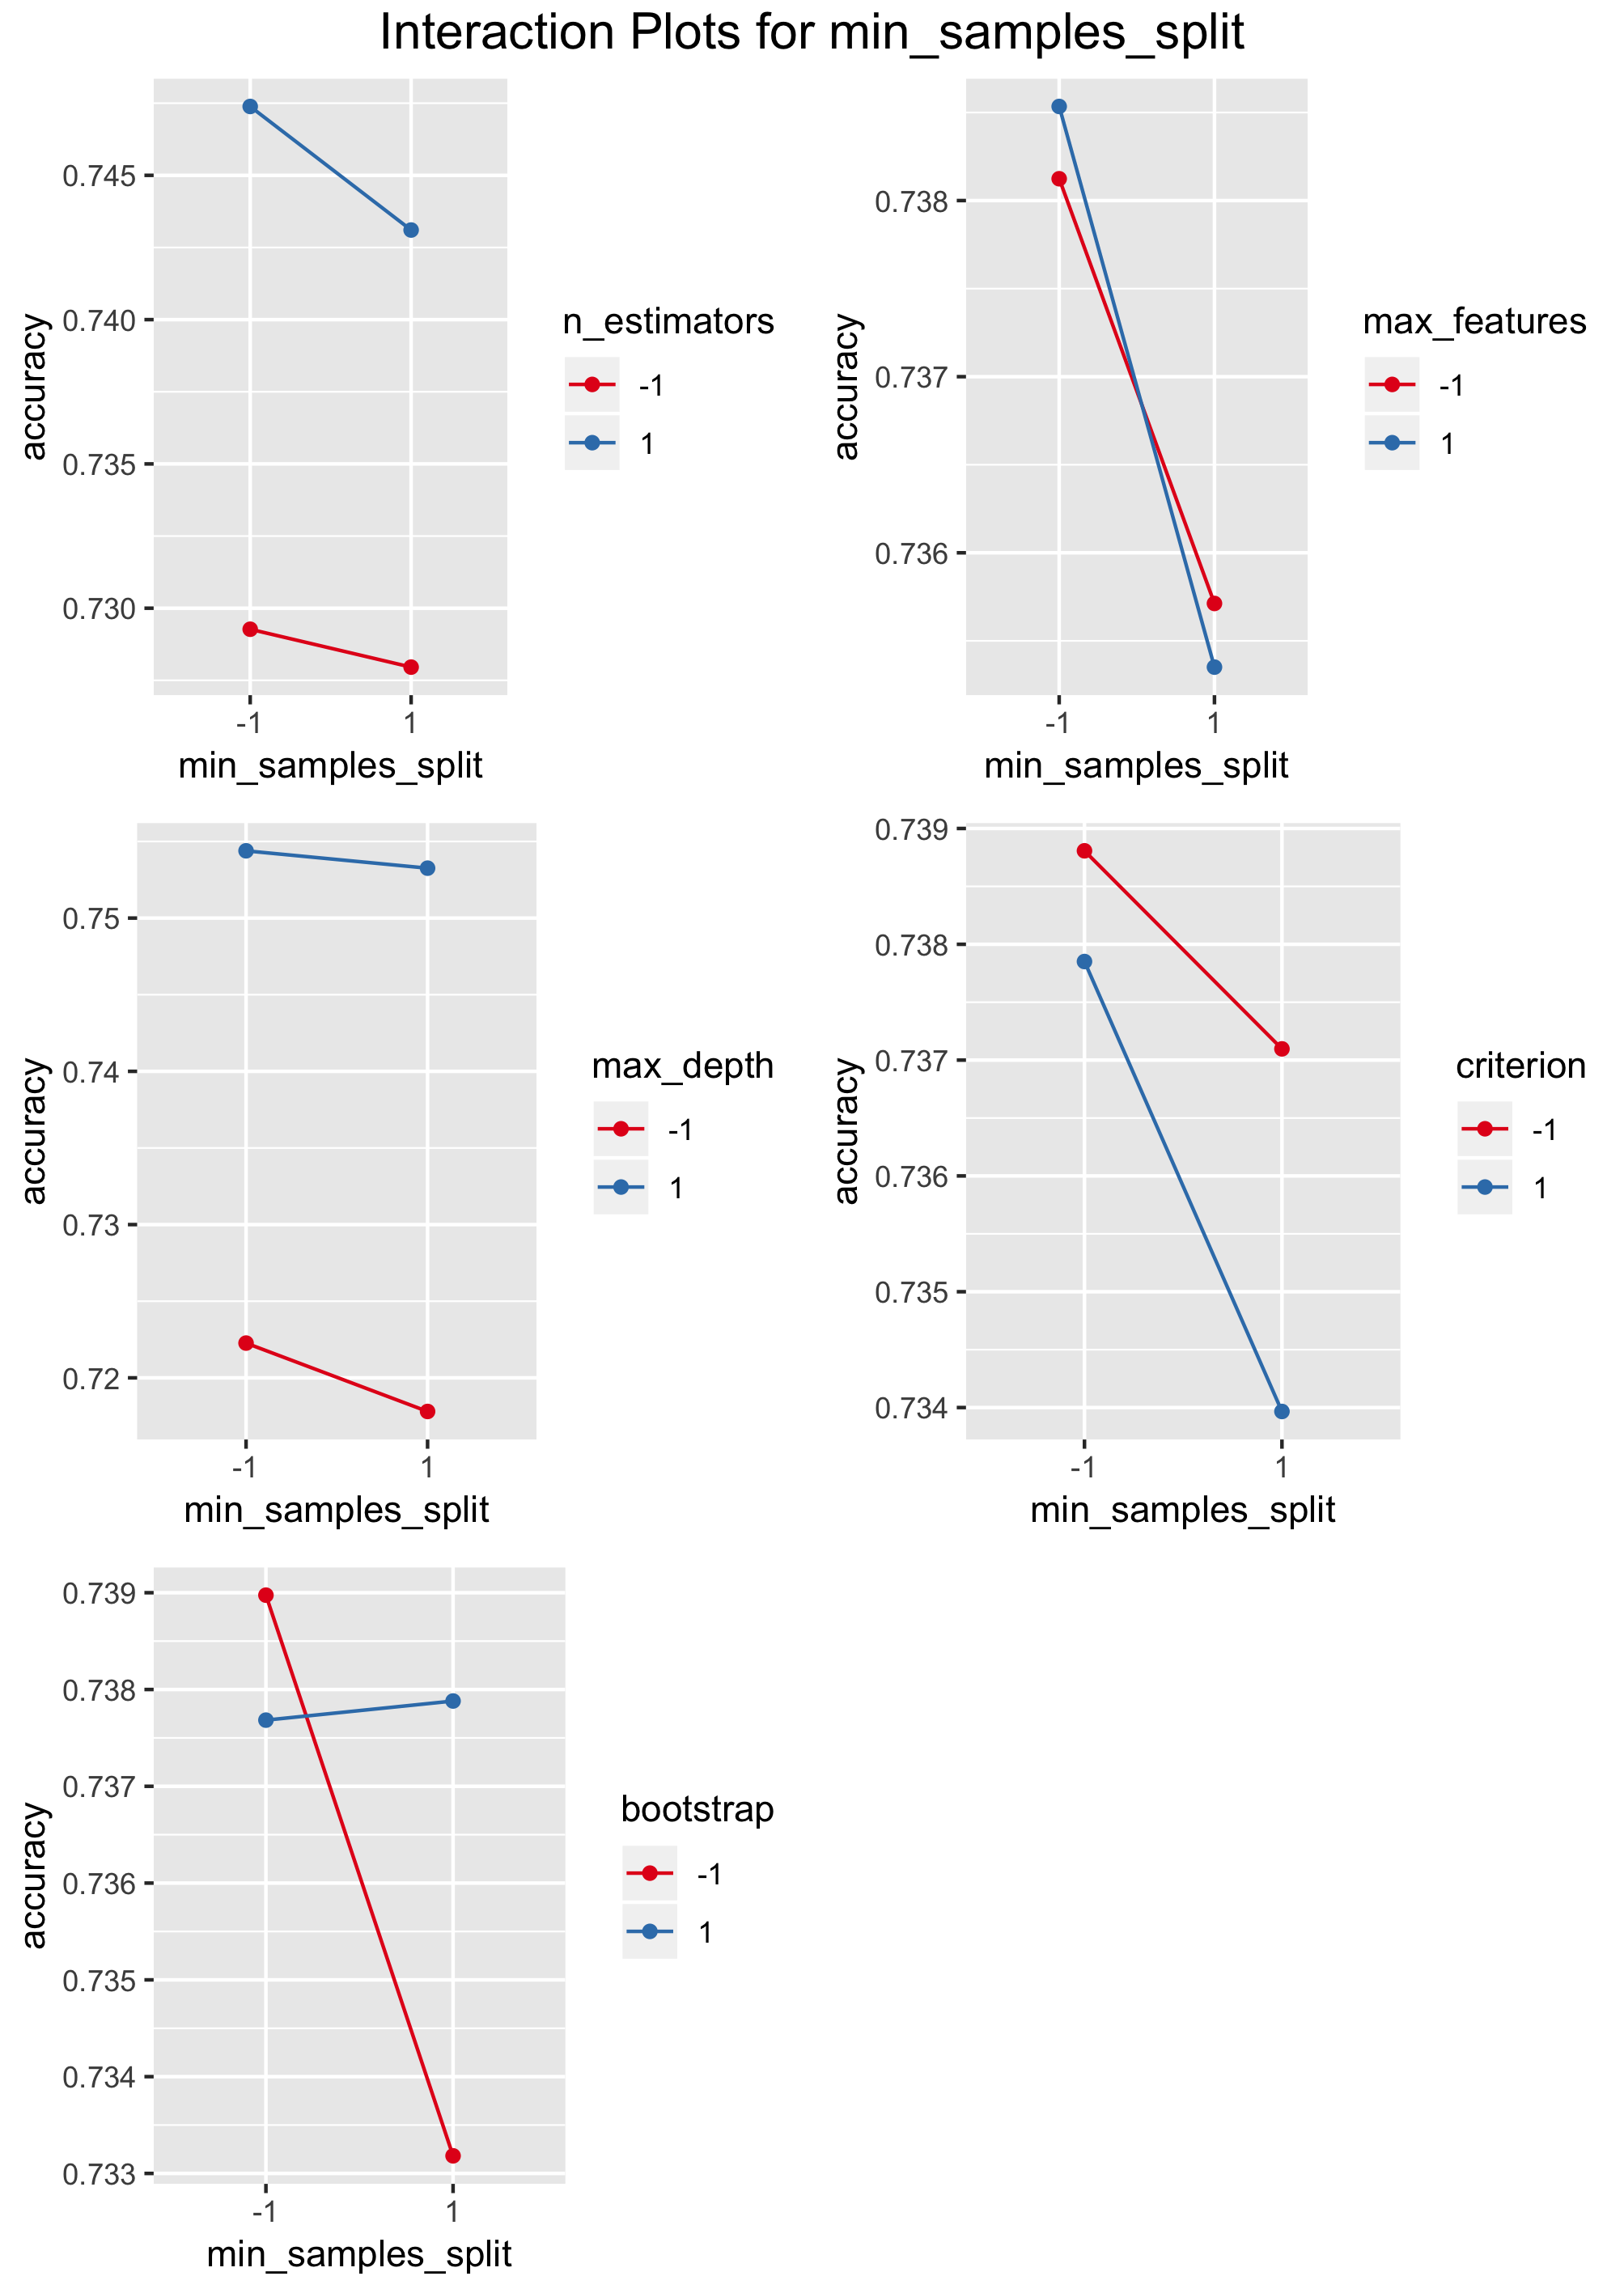 Interaction Plots for min_samples_split
0.745
0.740
0.735
0.730
accuracy
-1 1
min_samples_split
n_estimators
-1
1
0.738
0.737
0.736
accuracy
-1 1
min_samples_split
max_features
-1
1
0.75
0.74
0.73
0.72
accuracy
-1 1
min_samples_split
max_depth
-1
1
0.739
0.738
0.737
0.736
0.735
0.734
accuracy
-1 1
min_samples_split
criterion
-1
1
0.739
0.738
0.737
0.736
0.735
0.734
0.733
accuracy
-1 1
min_samples_split
bootstrap
-1
1